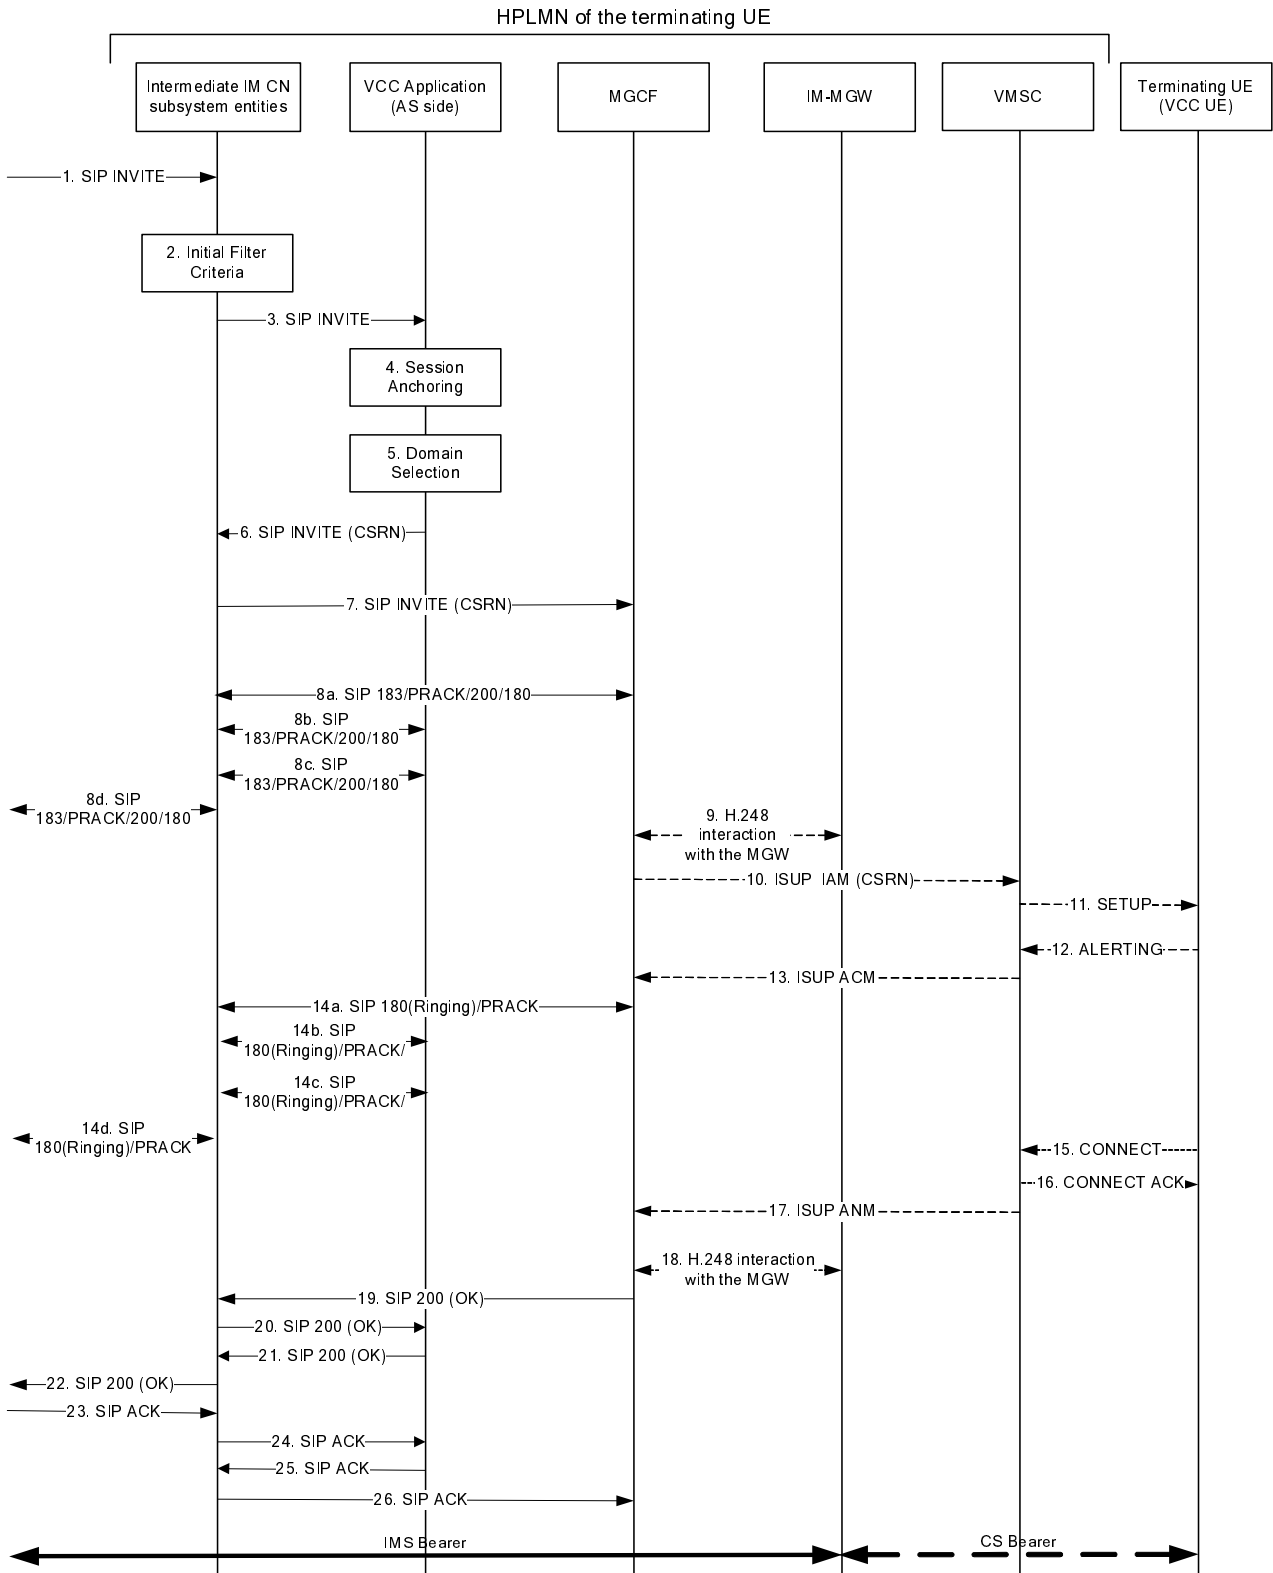 HPLMN of the terminating UE
Intermediate IM CN
subsystem entities
VCC Application
(AS side)
MGCF
IM-MGW
VMSC
Terminating UE
(VCC UE)
1. SIP INVITE
2. Initial Filter
Criteria
3. SIP INVITE
4. Session
Anchoring
5. Domain
Selection
6. SIP INVITE (CSRN)
7. SIP INVITE (CSRN)
8a. SIP 183/PRACK/200/180
8b. SIP
183/PRACK/200/180
8c. SIP
183/PRACK/200/180
8d. SIP
183/PRACK/200/180
9. H.248
interaction
with the MGW
10. ISUP IAM (CSRN)
11. SETUP
12. ALERTING
13. ISUP ACM
14a. SIP 180(Ringing)/PRACK
14b. SIP
180(Ringing)/PRACK/
14c. SIP
180(Ringing)/PRACK/
14d. SIP
180(Ringing)/PRACK
15. CONNECT
16. CONNECT ACK
17. ISUP ANM
18. H.248 interaction
with the MGW
19. SIP 200 (OK)
20. SIP 200 (OK)
21. SIP 200 (OK)
22. SIP 200 (OK)
23. SIP ACK
24. SIP ACK
25. SIP ACK
26. SIP ACK
IMS Bearer
CS Bearer